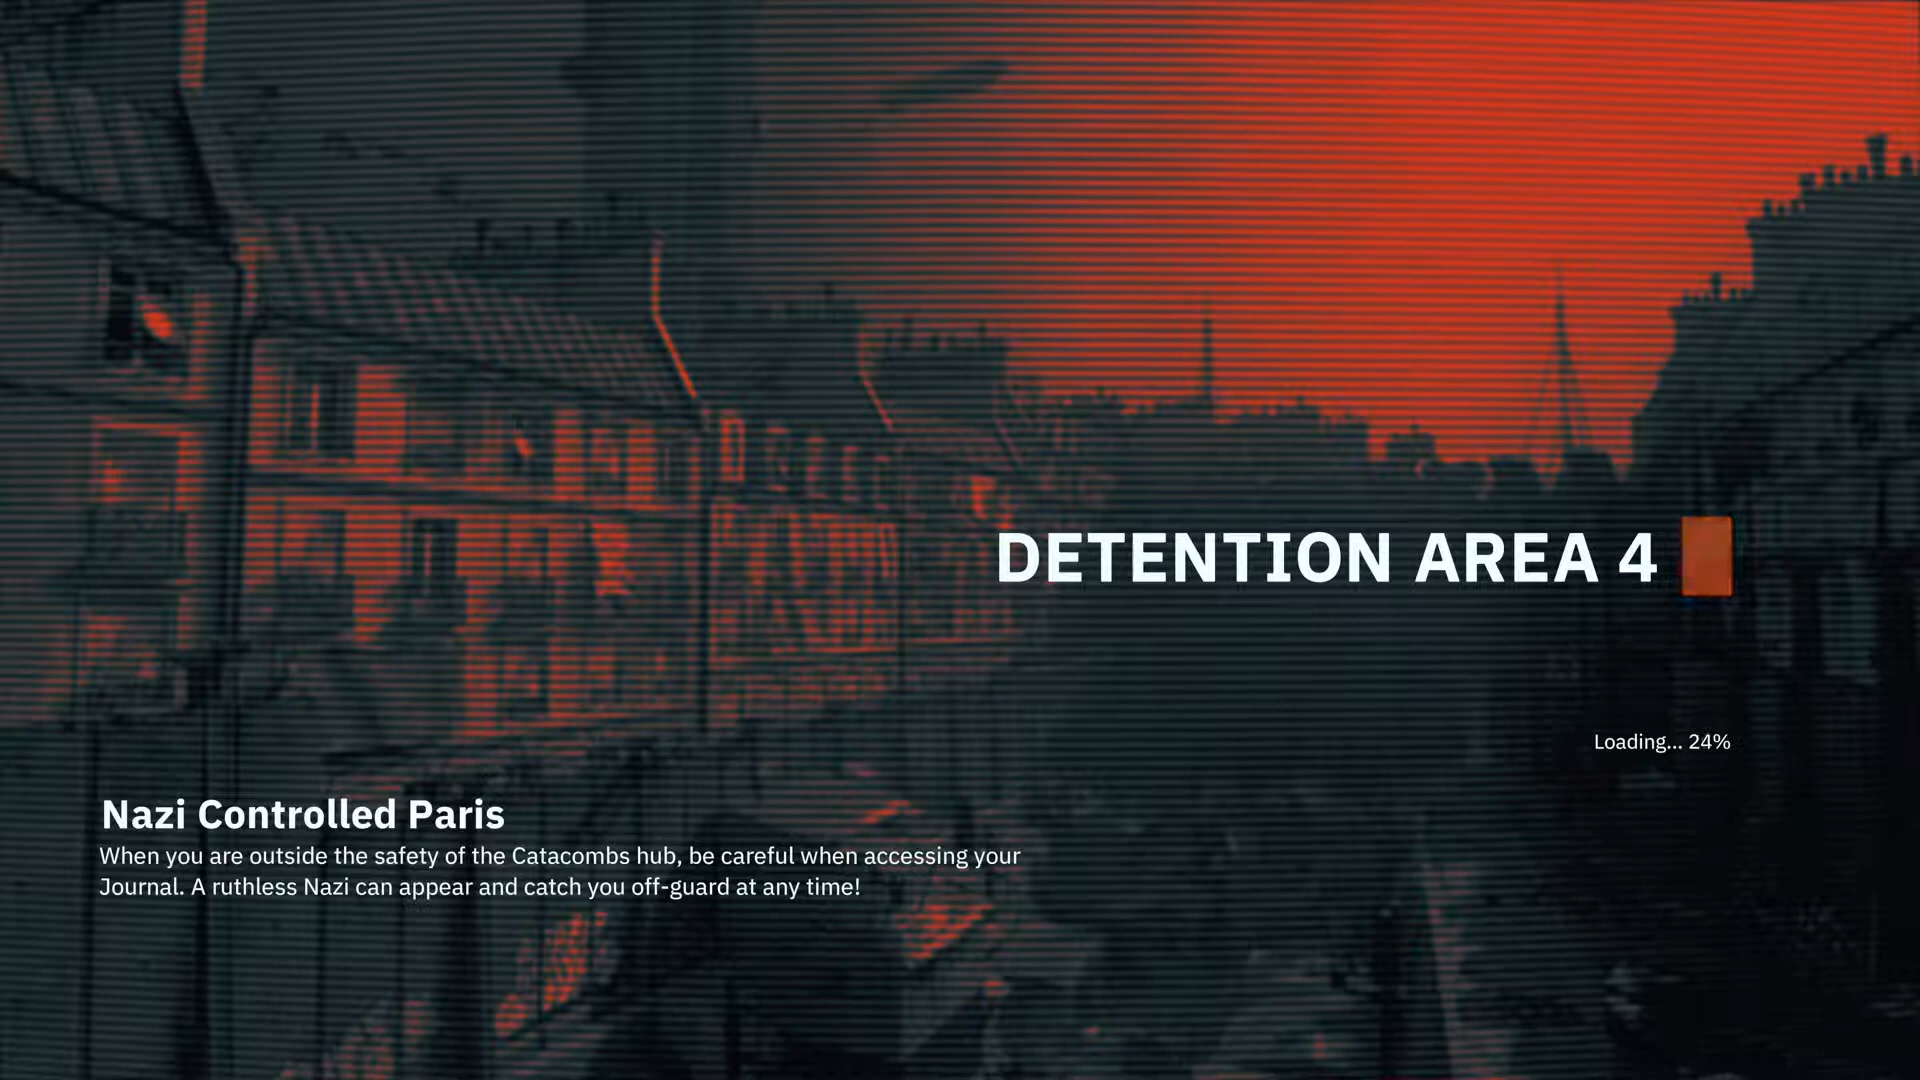 DETENTION AREA 4
Loading... 24%
Nazi Controlled Paris
When you are outside the safety of the Catacombs hub, be careful when accessing your
Journal. A ruthless Nazi can appear and catch you off-guard at any time!